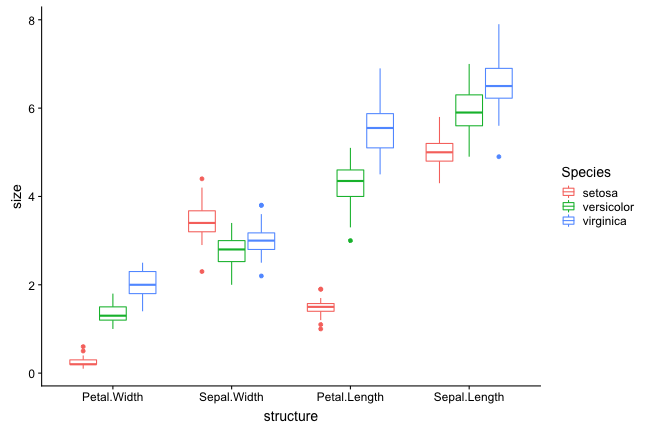 8
6
4
2
0
size
Petal.Width Sepal.Width Petal.Length Sepal.Length
structure
Species
setosa
versicolor
virginica